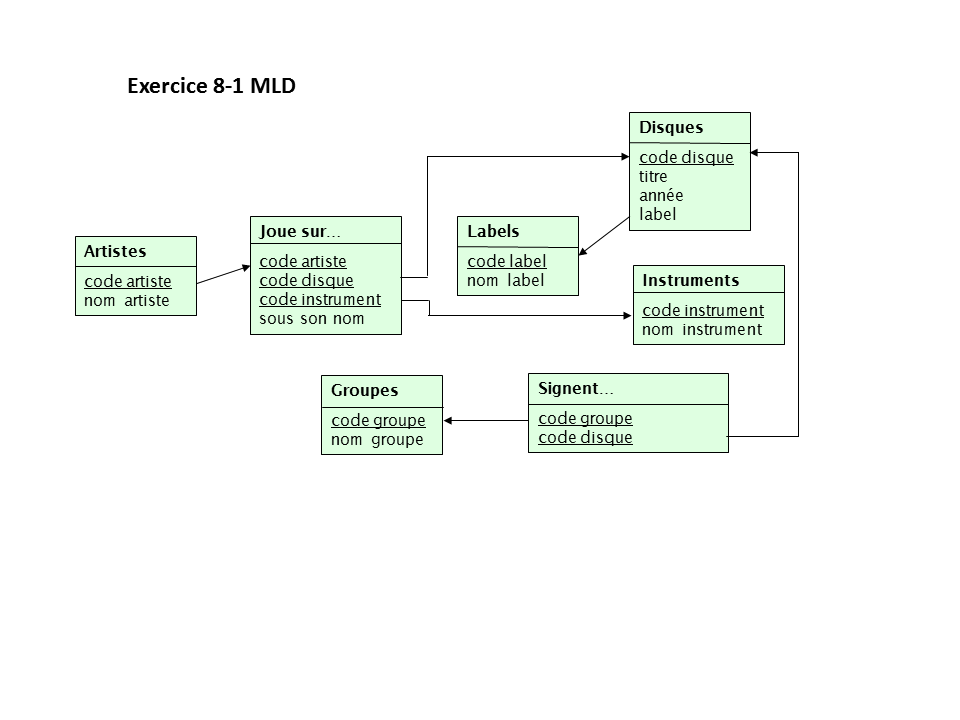 Exercice 8-1 MLD
Disques
code disque
titre
année
label
Joue sur...
code artiste
code disque
code instrument
sous son nom
Labels
code label
nom label
Artistes
code artiste
nom artiste
Instruments
code instrument
nom instrument
Groupes
code groupe
nom groupe
Signent...
code groupe
code disque